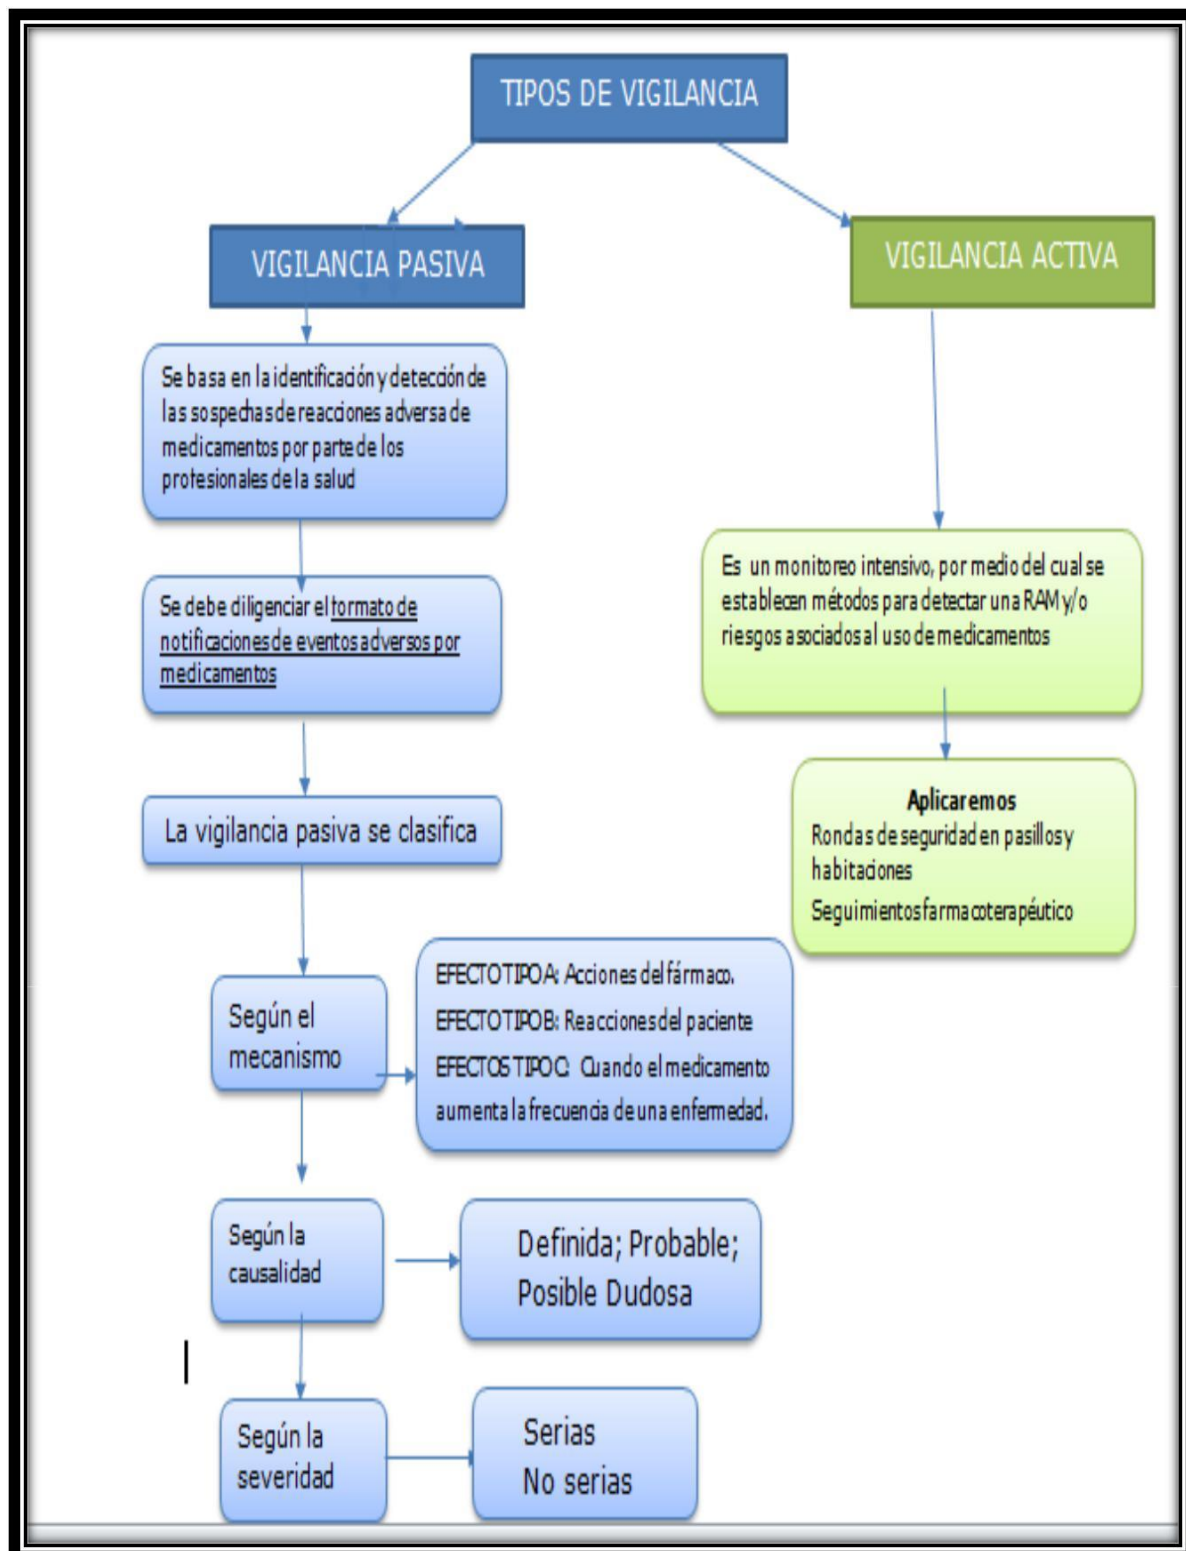 TIPOS DE VIGILANCIA
VIGILANCIA PASIVA
VIGILANCIA ACTIVA
Se basa en la identificación y detección de
las sospechas de reacciones adversa de
medicamentos por parte de los
profesionales de la salud
Se debe diligenciar el formato de
notificaciones de eventos adversos por
medicamentos
La vigilancia pasiva se clasifica
Según el
mecanismo
EFECTO TIPO A: Acciones del fármaco.
EFECTO TIPO B: Reacciones del paciente
EFECTOS TIPO C: Cuando el medicamento
aumenta la frecuencia de una enfermedad.
Según la
causalidad
Definida; Probable;
Posible Dudosa
Según la
severidad
Serias
No serias
Es un monitoreo intensivo, por medio del cual se
establecen métodos para detectar una RAM y/o
riesgos asociados al uso de medicamentos
Aplicaremos
Rondas de seguridad en pasillos y
habitaciones
Seguimientos farmacoterapéutico